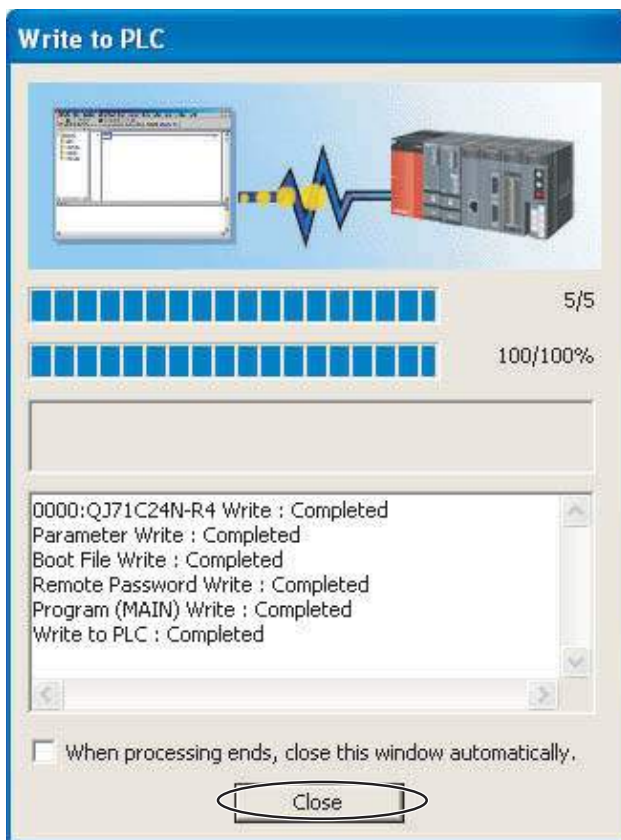 Write to PLC
5/5
100/100%
0000:QJ71C24N-R4 Write : Completed
Parameter Write : Completed
Boot File Write : Completed
Remote Password Write : Completed
Program (MAIN) Write : Completed
Write to PLC : Completed
When processing ends, close this window automatically.
Close